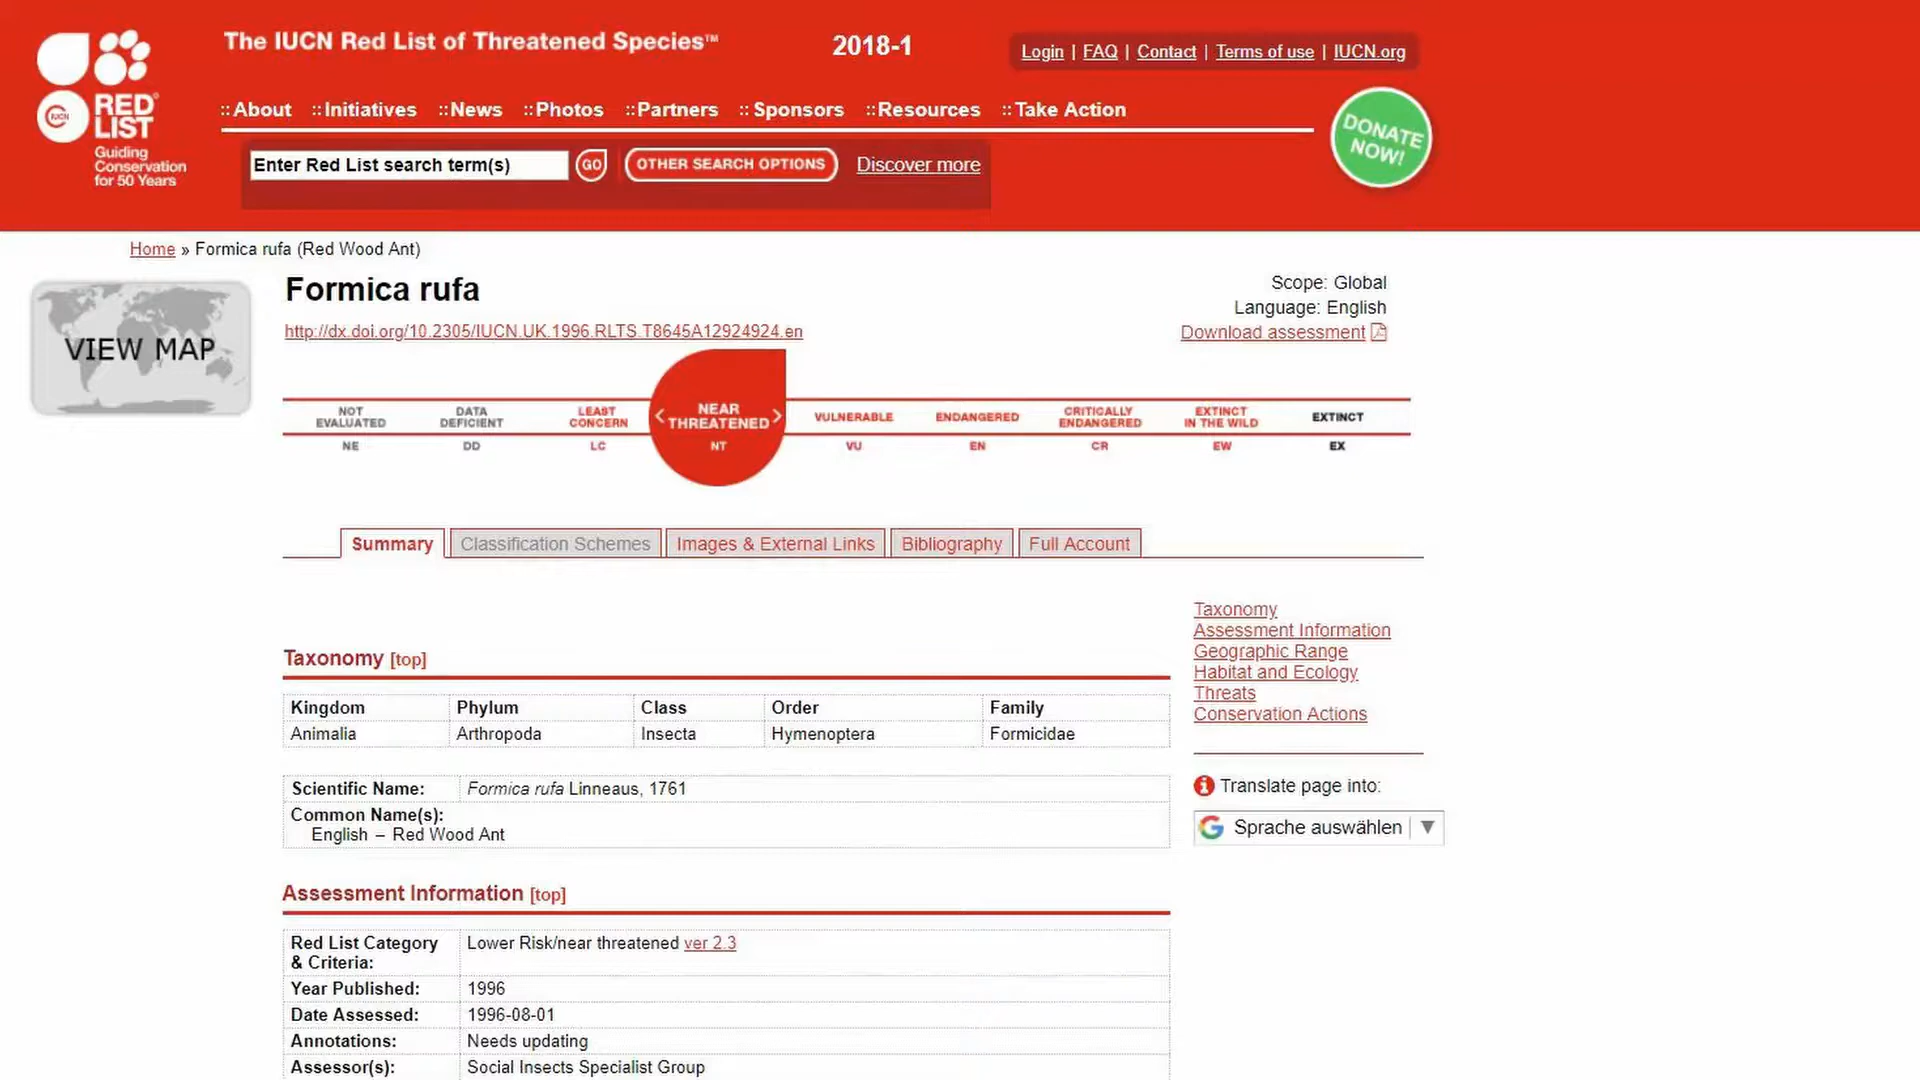 The IUCN Red List of Threatened Species™
2018-1
Login | FAQ | Contact | Terms of use | IUCN.org
IUCN
RED®
LIST
Guiding
Conservation
for 50 Years
:: About :: Initiatives :: News :: Photos :: Partners :: Sponsors :: Resources :: Take Action
DONATE
NOW!
Enter Red List search term(s) GO OTHER SEARCH OPTIONS Discover more
Home » Formica rufa (Red Wood Ant)
VIEW MAP
Formica rufa
Scope: Global
Language: English
http://dx.doi.org/10.2305/IUCN.UK.1996.RLTS.T8645A12924924.en
Download assessment
NOT EVALUATED
NE
DATA DEFICIENT
DD
LEAST CONCERN
LC
< NEAR THREATENED >
NT
VULNERABLE
VU
ENDANGERED
EN
CRITICALLY ENDANGERED
CR
EXTINCT IN THE WILD
EW
EXTINCT
EX
Summary Classification Schemes Images & External Links Bibliography Full Account
Taxonomy [top]
Kingdom Phylum Class Order Family
Animalia Arthropoda Insecta Hymenoptera Formicidae
Scientific Name: Formica rufa Linneaus, 1761
Common Name(s):
English – Red Wood Ant
Assessment Information [top]
Red List Category & Criteria: Lower Risk/near threatened ver 2.3
Year Published: 1996
Date Assessed: 1996-08-01
Annotations: Needs updating
Assessor(s): Social Insects Specialist Group
Taxonomy
Assessment Information
Geographic Range
Habitat and Ecology
Threats
Conservation Actions
Translate page into:
Sprache auswählen ▼